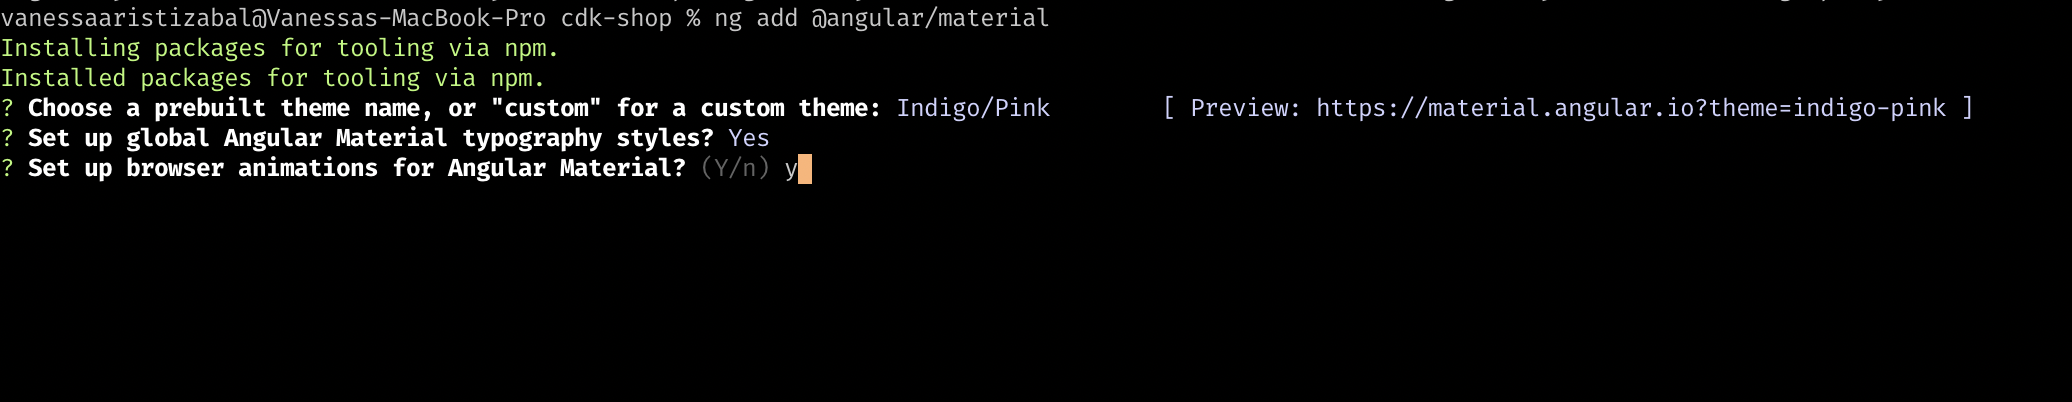 vanessaaristizabal@Vanessas-MacBook-Pro cdk-shop % ng add @angular/material
Installing packages for tooling via npm.
Installed packages for tooling via npm.
? Choose a prebuilt theme name, or "custom" for a custom theme: Indigo/Pink        [ Preview: https://material.angular.io?theme=indigo-pink ]
? Set up global Angular Material typography styles? Yes
? Set up browser animations for Angular Material? (Y/n) y